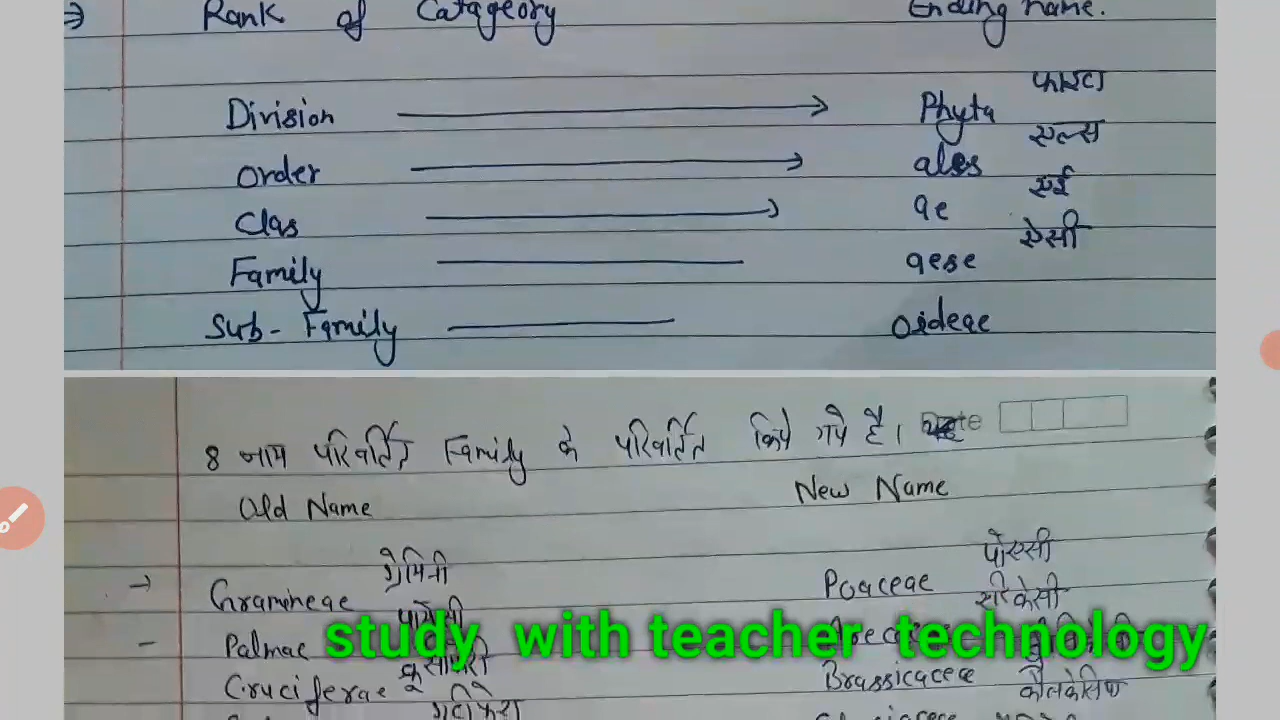 ⇒ Rank of Catageory Ending name.
Division Phyta फाइटा
Order ales एल्स
Clas ae एई
Family aese ऐसी
Sub-Family oideae
8 नाम परिवर्तित Family के परिवर्तित किये गये है।
Old Name New Name
→ Gramineae ग्रेमिनी Poaceae पोएसी
- Palmae पामेसी
study with teacher technology
Cruciferae Brassicaceae